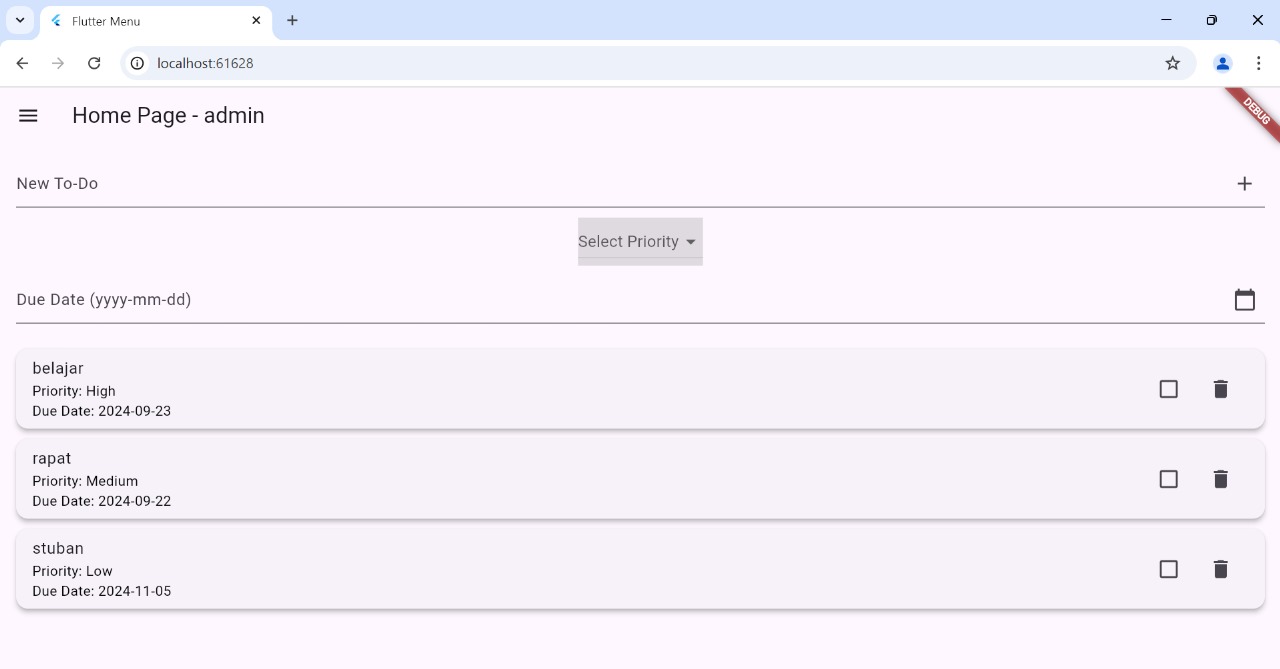 Flutter Menu
localhost:61628
Home Page - admin
DEBUG
New To-Do
Select Priority
Due Date (yyyy-mm-dd)
belajar
Priority: High
Due Date: 2024-09-23
rapat
Priority: Medium
Due Date: 2024-09-22
stuban
Priority: Low
Due Date: 2024-11-05